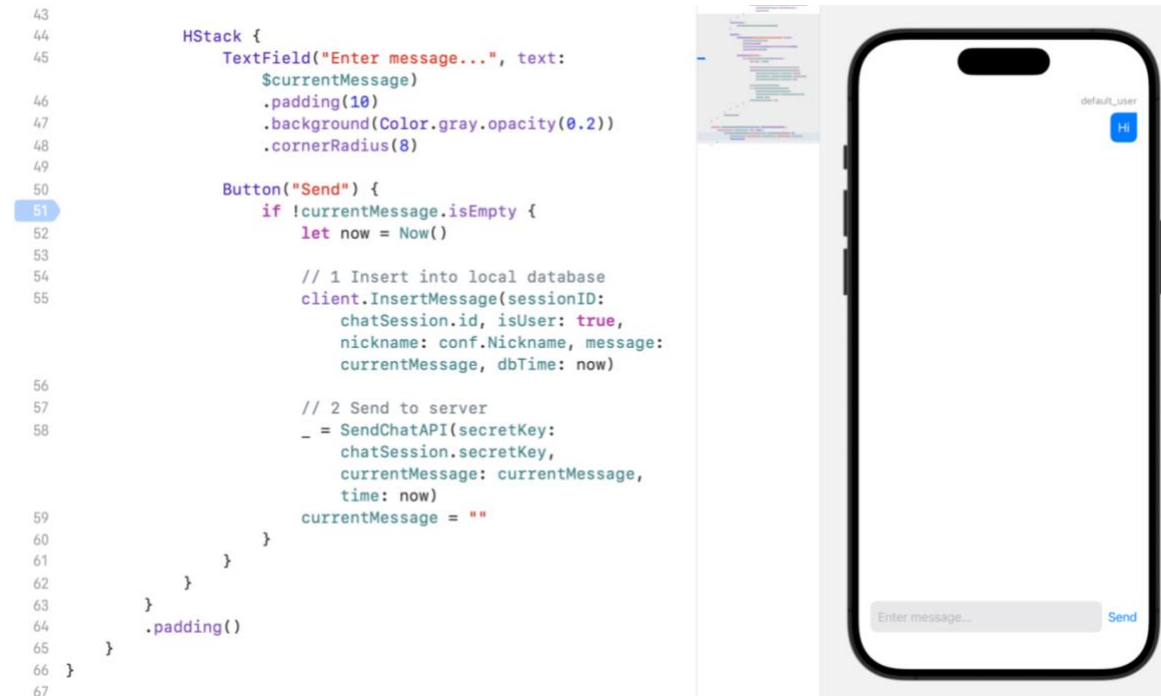 43
44 HStack {
45 TextField("Enter message...", text:
$currentMessage)
46 .padding(10)
47 .background(Color.gray.opacity(0.2))
48 .cornerRadius(8)
49
50 Button("Send") {
51 if !currentMessage.isEmpty {
52 let now = Now()
53
54 // 1 Insert into local database
55 client.InsertMessage(sessionID:
chatSession.id, isUser: true,
nickname: conf.Nickname, message:
currentMessage, dbTime: now)
56
57 // 2 Send to server
58 _ = SendChatAPI(secretKey:
chatSession.secretKey,
currentMessage: currentMessage,
time: now)
59 currentMessage = ""
60 }
61 }
62 }
63 }
64 .padding()
65 }
66 }
67
default_user
Hi
Enter message... Send